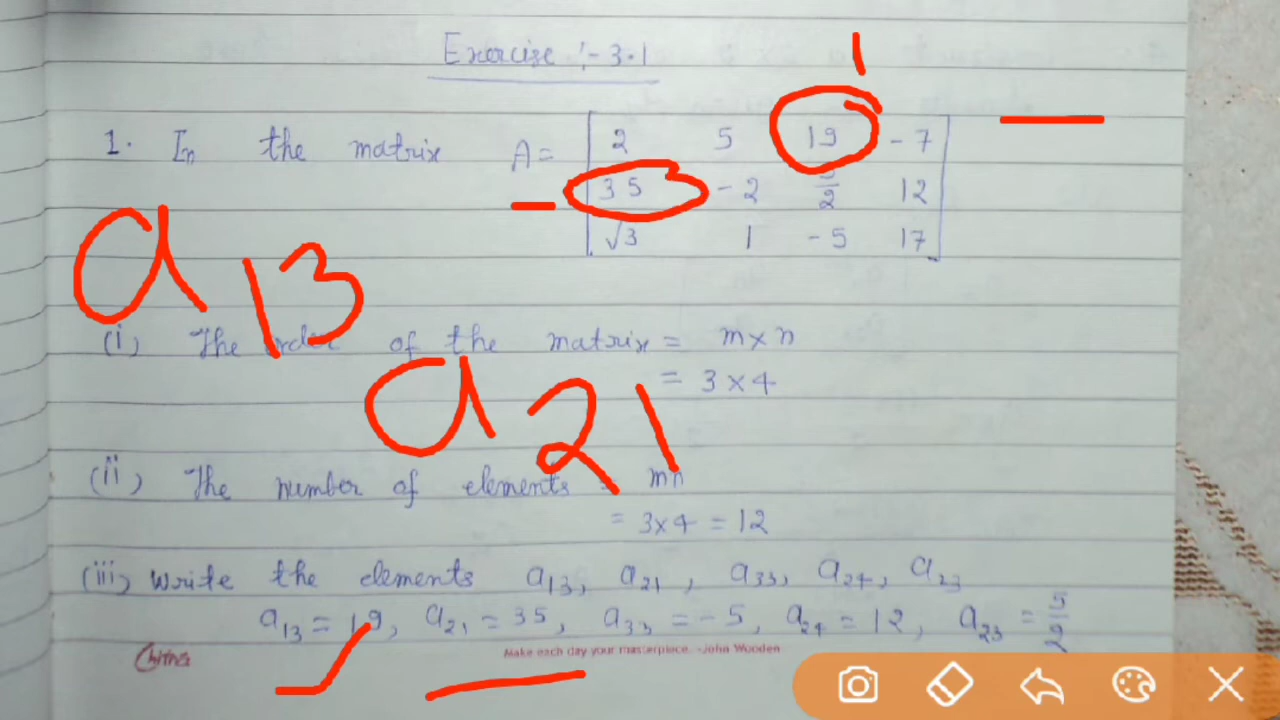 Exercise :- 3.1
1
1. In the matrix A = [ 2 5 19 -7
35 -2 5/2 12
√3 1 -5 17 ]
a 13
(i) The order of the matrix = m × n
= 3 × 4
a 21
(ii) The number of elements = mn
= 3×4 = 12
(iii) Write the elements a13, a21, a33, a24, a23
a13 = 19, a21 = 35, a33 = -5, a24 = 12, a23 = 5/2
Make each day your masterpiece. -John Wooden